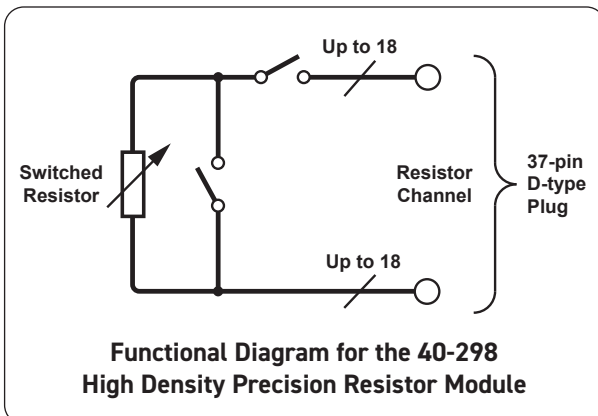 Up to 18
Switched
Resistor
Resistor
Channel
37-pin
D-type
Plug
Up to 18
Functional Diagram for the 40-298
High Density Precision Resistor Module